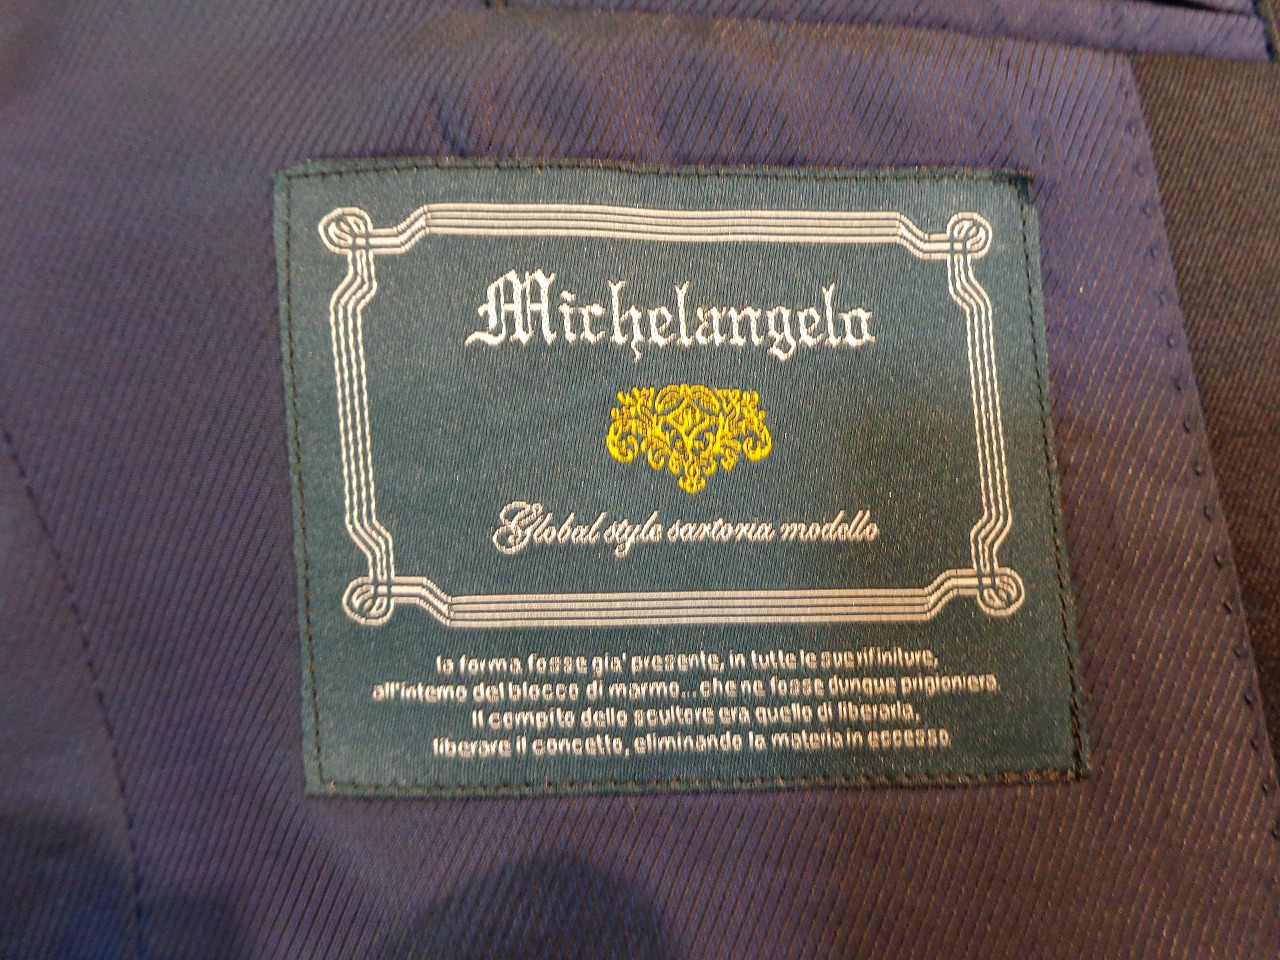 Michelangelo
Global style sartoria modello
la forma fosse gia' presente, in tutte le sue rifiniture,
all'interno del blocco di marmo... che ne fosse dunque prigioniera
Il compito dello scultore era quello di liberarla,
liberare il concetto, eliminando la materia in eccesso